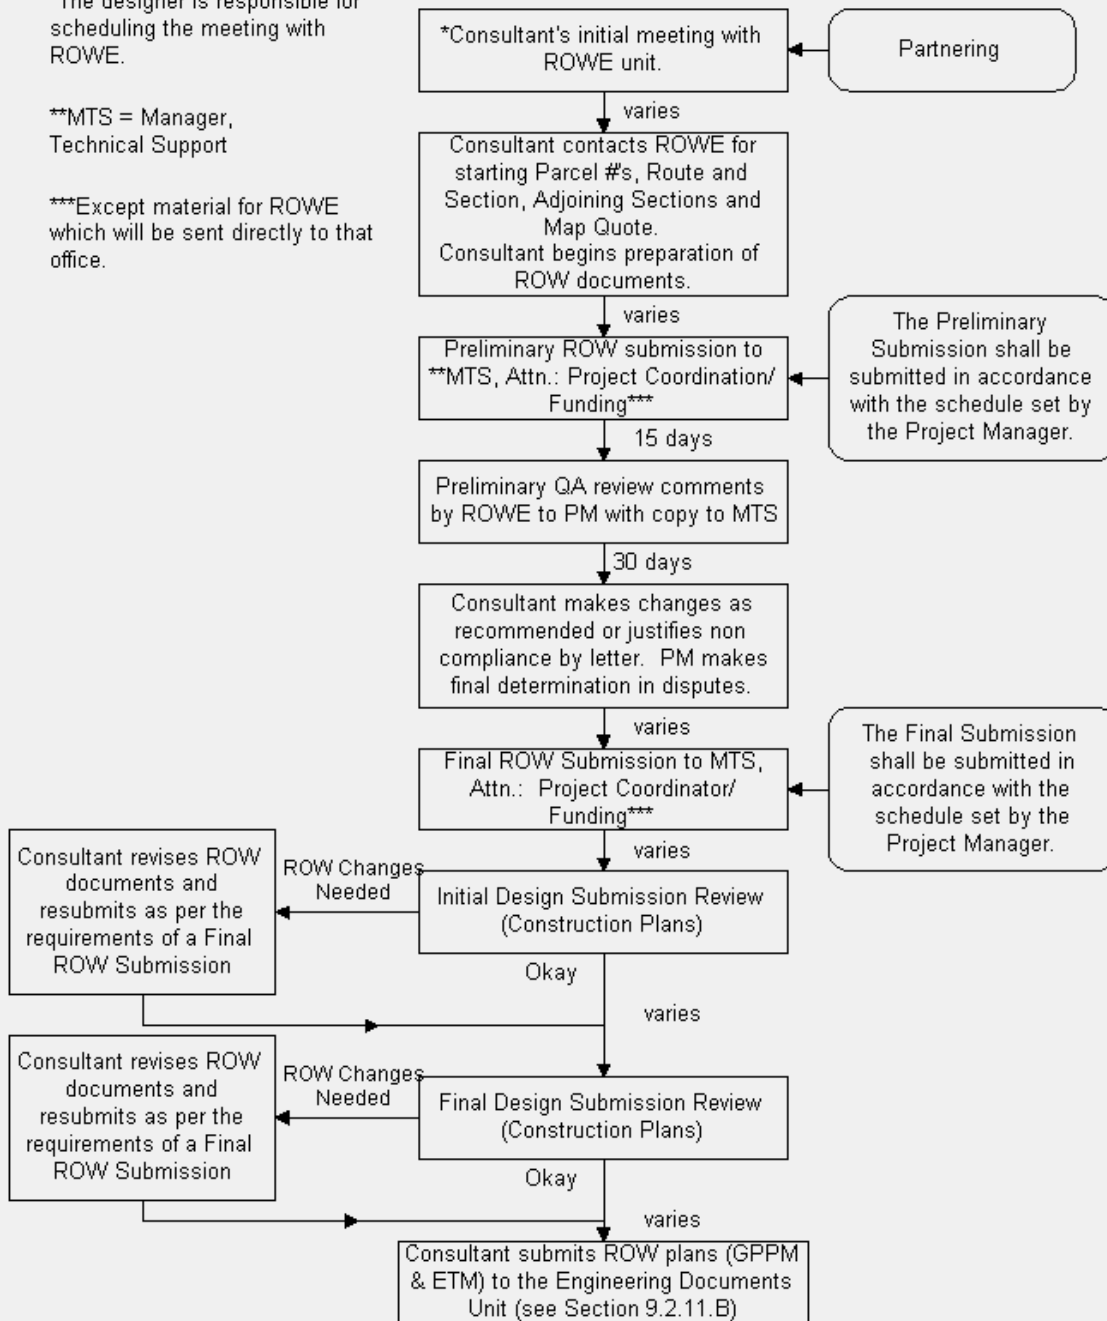 *The designer is responsible for
scheduling the meeting with
ROWE.
**MTS = Manager,
Technical Support
***Except material for ROWE
which will be sent directly to that
office.
*Consultant's initial meeting with
ROWE unit.
Partnering
varies
Consultant contacts ROWE for
starting Parcel #'s, Route and
Section, Adjoining Sections and
Map Quote.
Consultant begins preparation of
ROW documents.
varies
Preliminary ROW submission to
**MTS, Attn.: Project Coordination/
Funding***
The Preliminary
Submission shall be
submitted in accordance
with the schedule set by
the Project Manager.
15 days
Preliminary QA review comments
by ROWE to PM with copy to MTS
30 days
Consultant makes changes as
recommended or justifies non
compliance by letter.  PM makes
final determination in disputes.
varies
Final ROW Submission to MTS,
Attn.:  Project Coordinator/
Funding***
The Final Submission
shall be submitted in
accordance with the
schedule set by the
Project Manager.
varies
Consultant revises ROW
documents and
resubmits as per the
requirements of a Final
ROW Submission
ROW Changes
Needed
Initial Design Submission Review
(Construction Plans)
Okay
varies
Consultant revises ROW
documents and
resubmits as per the
requirements of a Final
ROW Submission
ROW Changes
Needed
Final Design Submission Review
(Construction Plans)
Okay
varies
Consultant submits ROW plans (GPPM
& ETM) to the Engineering Documents
Unit (see Section 9.2.11.B)